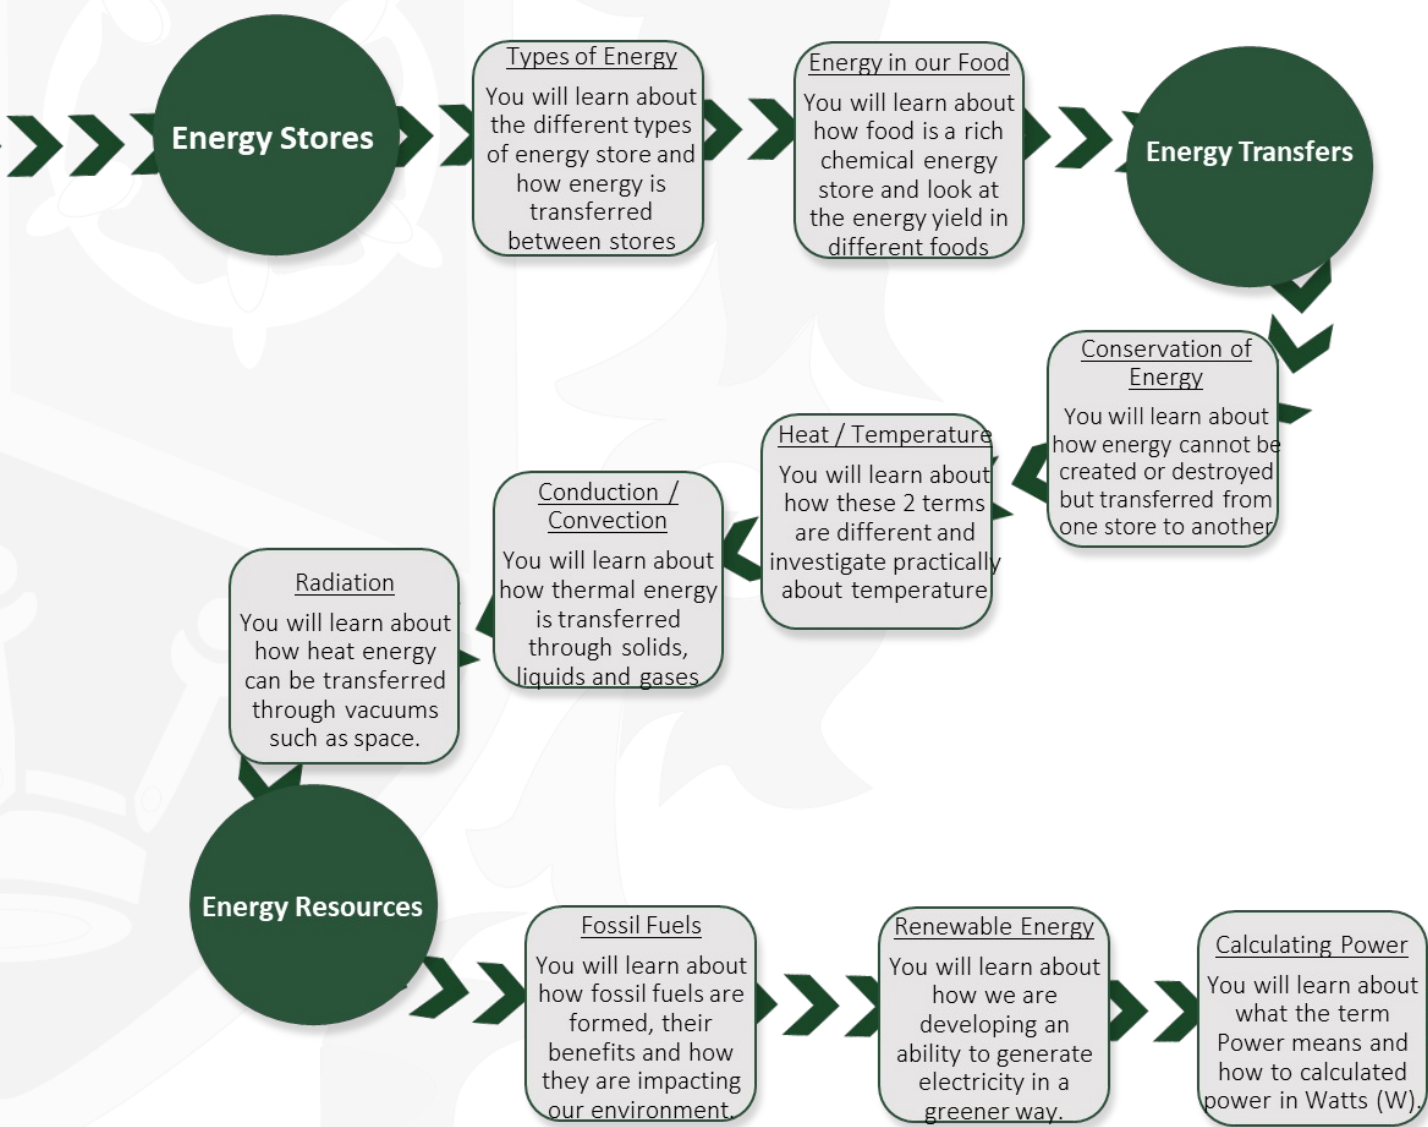 Energy Stores
Types of Energy
You will learn about
the different types
of energy store and
how energy is
transferred
between stores
Energy in our Food
You will learn about
how food is a rich
chemical energy
store and look at
the energy yield in
different foods
Energy Transfers
Conservation of
Energy
You will learn about
how energy cannot be
created or destroyed
but transferred from
one store to another
Heat / Temperature
You will learn about
how these 2 terms
are different and
investigate practically
about temperature
Conduction /
Convection
You will learn about
how thermal energy
is transferred
through solids,
liquids and gases
Radiation
You will learn about
how heat energy
can be transferred
through vacuums
such as space.
Energy Resources
Fossil Fuels
You will learn about
how fossil fuels are
formed, their
benefits and how
they are impacting
our environment.
Renewable Energy
You will learn about
how we are
developing an
ability to generate
electricity in a
greener way.
Calculating Power
You will learn about
what the term
Power means and
how to calculated
power in Watts (W).